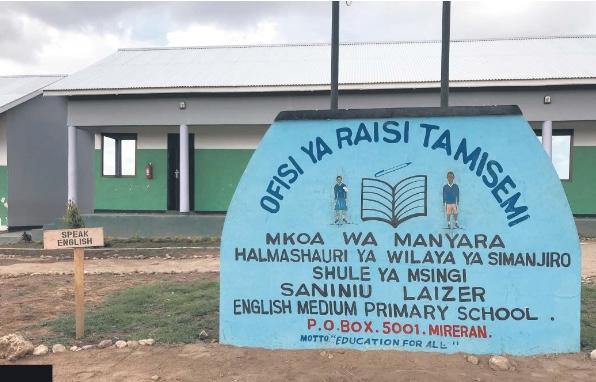 OFISI YA RAISI TAMISEMI
MKOA WA MANYARA
HALMASHAURI YA WILAYA YA SIMANJIRO
SHULE YA MSINGI
SANINIU LAIZER
ENGLISH MEDIUM PRIMARY SCHOOL .
P.O.BOX. 5001. MIRERAN.
MOTTO "EDUCATION FOR ALL"
SPEAK
ENGLISH